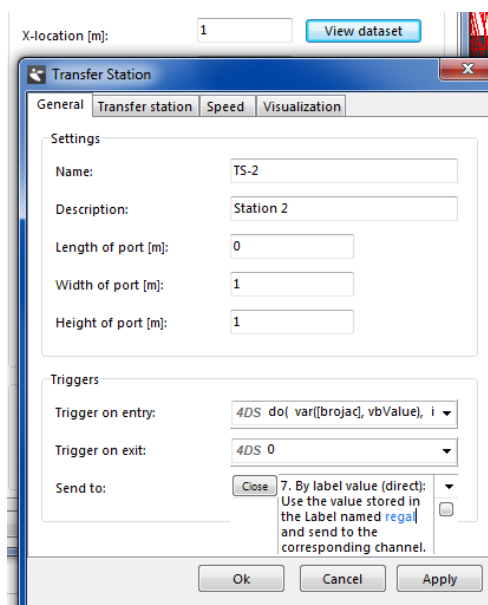 X-location [m]: 1 View dataset
Transfer Station
General Transfer station Speed Visualization
Settings
Name: TS-2
Description: Station 2
Length of port [m]: 0
Width of port [m]: 1
Height of port [m]: 1
Triggers
Trigger on entry: 4DS do( var([brojac], vbValue), i
Trigger on exit: 4DS 0
Send to: Close 7. By label value (direct):
Use the value stored in
the Label named regal
and send to the
corresponding channel.
Ok Cancel Apply